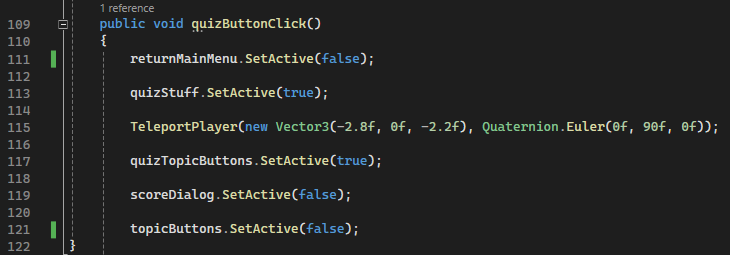 1 reference
109 public void quizButtonClick()
110 {
111 returnMainMenu.SetActive(false);
112
113 quizStuff.SetActive(true);
114
115 TeleportPlayer(new Vector3(-2.8f, 0f, -2.2f), Quaternion.Euler(0f, 90f, 0f));
116
117 quizTopicButtons.SetActive(true);
118
119 scoreDialog.SetActive(false);
120
121 topicButtons.SetActive(false);
122 }